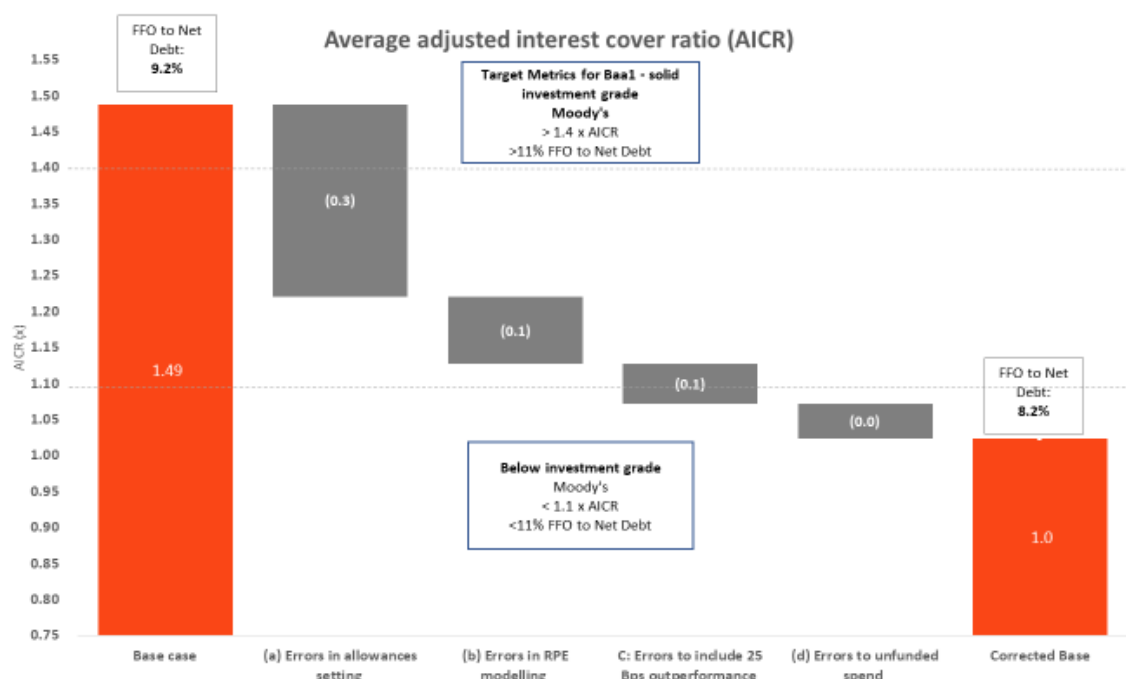 FFO to Net
Debt:
9.2%
Average adjusted interest cover ratio (AICR)
Target Metrics for Baa1 - solid
investment grade
Moody's
> 1.4 x AICR
>11% FFO to Net Debt
1.55
1.50
1.45
1.40
1.35
1.30
1.25
1.20
1.15
1.10
1.05
1.00
0.95
0.90
0.85
0.80
0.75
AICR (x)
1.49
(0.3)
(0.1)
(0.1)
(0.0)
FFO to Net
Debt:
8.2%
1.0
Below investment grade
Moody's
< 1.1 x AICR
<11% FFO to Net Debt
Base case
(a) Errors in allowances
setting
(b) Errors in RPE
modelling
C: Errors to include 25
Bps outperformance
(d) Errors to unfunded
spend
Corrected Base